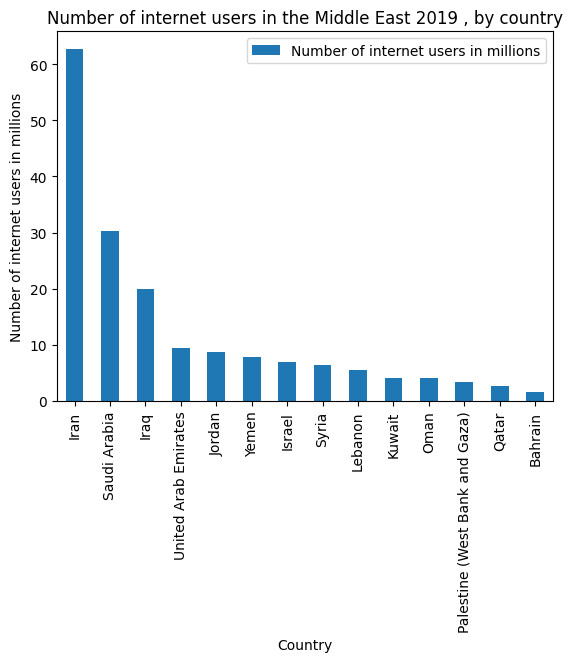 Number of internet users in the Middle East 2019 , by country
Number of internet users in millions
Number of internet users in millions
60
50
40
30
20
10
0
Iran
Saudi Arabia
Iraq
United Arab Emirates
Jordan
Yemen
Israel
Syria
Lebanon
Kuwait
Oman
Palestine (West Bank and Gaza)
Qatar
Bahrain
Country